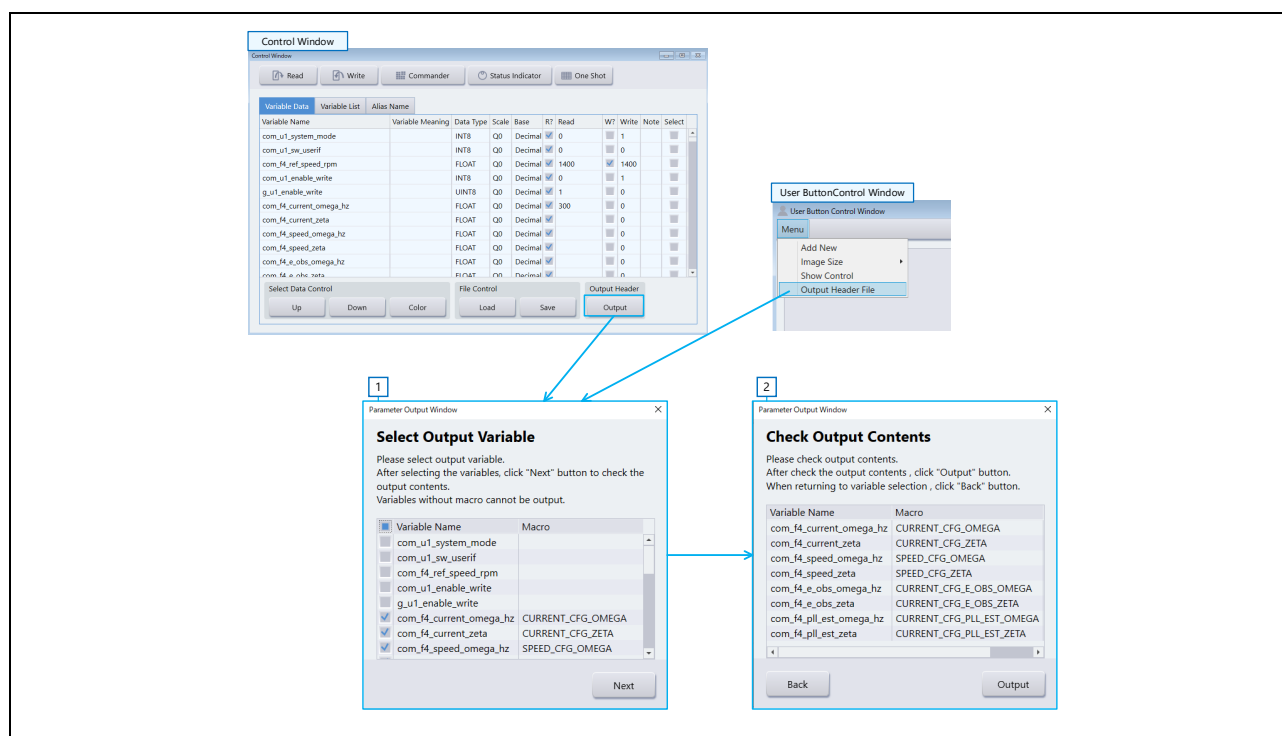 Control Window
Control Window
Read Write Commander Status Indicator One Shot
Variable Data Variable List Alias Name
Variable Name Variable Meaning Data Type Scale Base R? Read W? Write Note Select
com_u1_system_mode INT8 Q0 Decimal 0 1
com_u1_sw_userif INT8 Q0 Decimal 0 0
com_f4_ref_speed_rpm FLOAT Q0 Decimal 1400 1400
com_u1_enable_write INT8 Q0 Decimal 0 1
g_u1_enable_write UINT8 Q0 Decimal 1 0
com_f4_current_omega_hz FLOAT Q0 Decimal 300 0
com_f4_current_zeta FLOAT Q0 Decimal 0
com_f4_speed_omega_hz FLOAT Q0 Decimal 0
com_f4_speed_zeta FLOAT Q0 Decimal 0
com_f4_e_obs_omega_hz FLOAT Q0 Decimal 0
com_f4_e_obs_zeta FLOAT Q0 Decimal 0
Select Data Control File Control Output Header
Up Down Color Load Save Output
User ButtonControl Window
User Button Control Window
Menu
Add New
Image Size
Show Control
Output Header File
1
Parameter Output Window
Select Output Variable
Please select output variable.
After selecting the variables, click "Next" button to check the
output contents.
Variables without macro cannot be output.
Variable Name Macro
com_u1_system_mode
com_u1_sw_userif
com_f4_ref_speed_rpm
com_u1_enable_write
g_u1_enable_write
com_f4_current_omega_hz CURRENT_CFG_OMEGA
com_f4_current_zeta CURRENT_CFG_ZETA
com_f4_speed_omega_hz SPEED_CFG_OMEGA
Next
2
Parameter Output Window
Check Output Contents
Please check output contents.
After check the output contents , click "Output" button.
When returning to variable selection , click "Back" button.
Variable Name Macro
com_f4_current_omega_hz CURRENT_CFG_OMEGA
com_f4_current_zeta CURRENT_CFG_ZETA
com_f4_speed_omega_hz SPEED_CFG_OMEGA
com_f4_speed_zeta SPEED_CFG_ZETA
com_f4_e_obs_omega_hz CURRENT_CFG_E_OBS_OMEGA
com_f4_e_obs_zeta CURRENT_CFG_E_OBS_ZETA
com_f4_pll_est_omega_hz CURRENT_CFG_PLL_EST_OMEGA
com_f4_pll_est_zeta CURRENT_CFG_PLL_EST_ZETA
Back Output